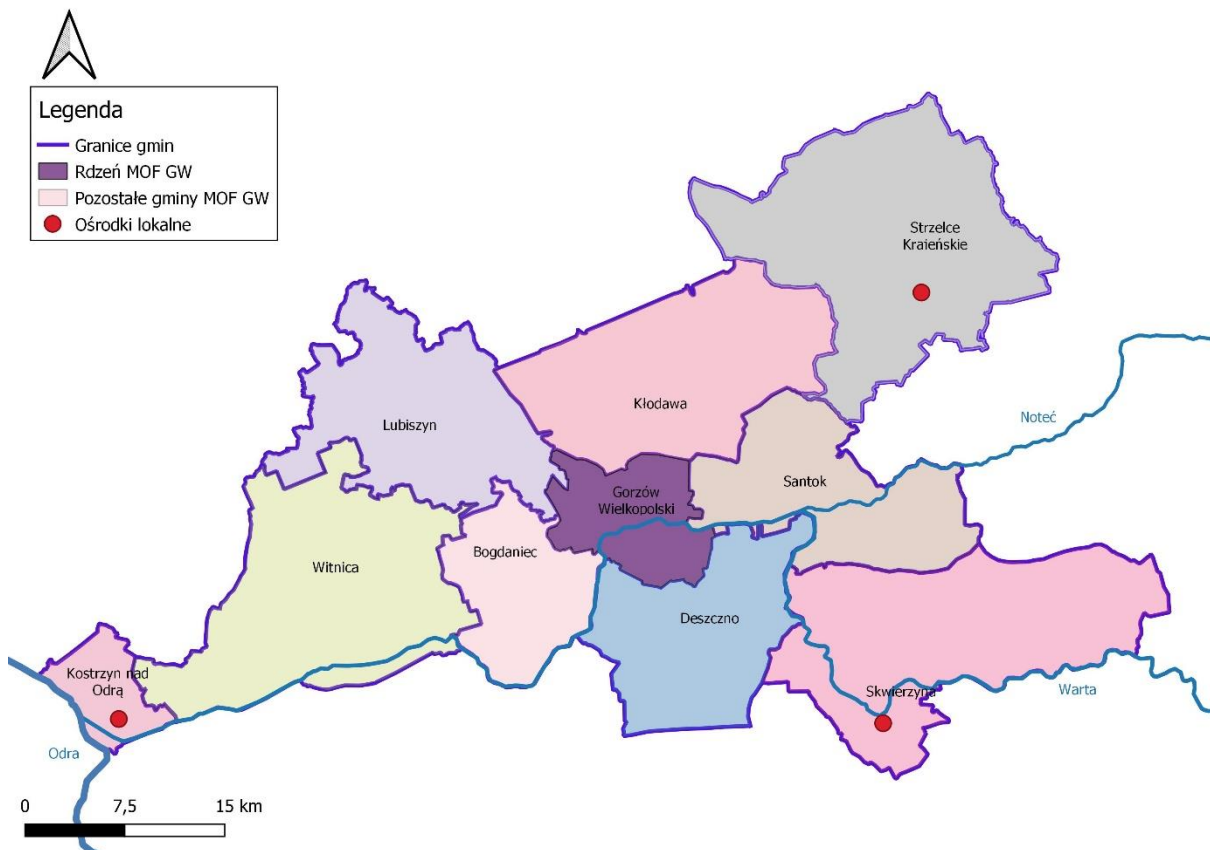 Legenda
Granice gmin
Rdzeń MOF GW
Pozostałe gminy MOF GW
Ośrodki lokalne
Strzelce
Kraieńskie
Kłodawa
Lubiszyn
Noteć
Santok
Gorzów
Wielkopolski
Bogdaniec
Witnica
Deszczno
Kostrzyn nad
Odrą
Skwierzyna
Warta
Odra
0 7,5 15 km